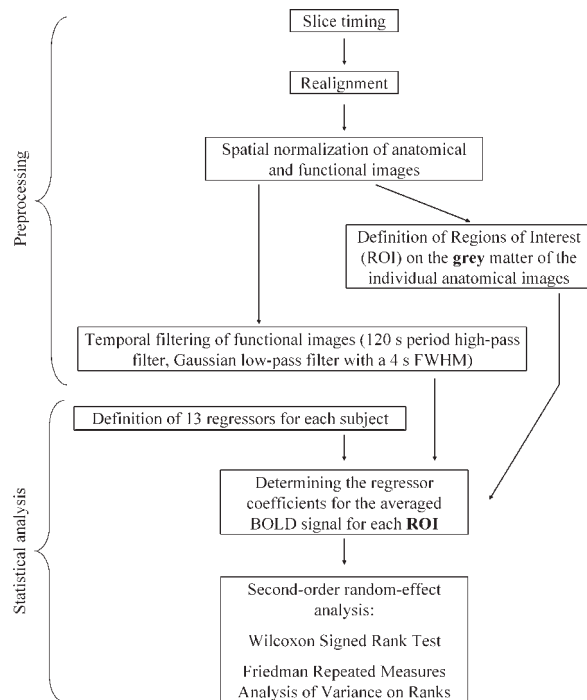 Slice timing
Realignment
Spatial normalization of anatomical
and functional images
Definition of Regions of Interest
(ROI) on the grey matter of the
individual anatomical images
Temporal filtering of functional images (120 s period high-pass
filter, Gaussian low-pass filter with a 4 s FWHM)
Preprocessing
Definition of 13 regressors for each subject
Determining the regressor
coefficients for the averaged
BOLD signal for each ROI
Second-order random-effect
analysis:
Wilcoxon Signed Rank Test
Friedman Repeated Measures
Analysis of Variance on Ranks
Statistical analysis